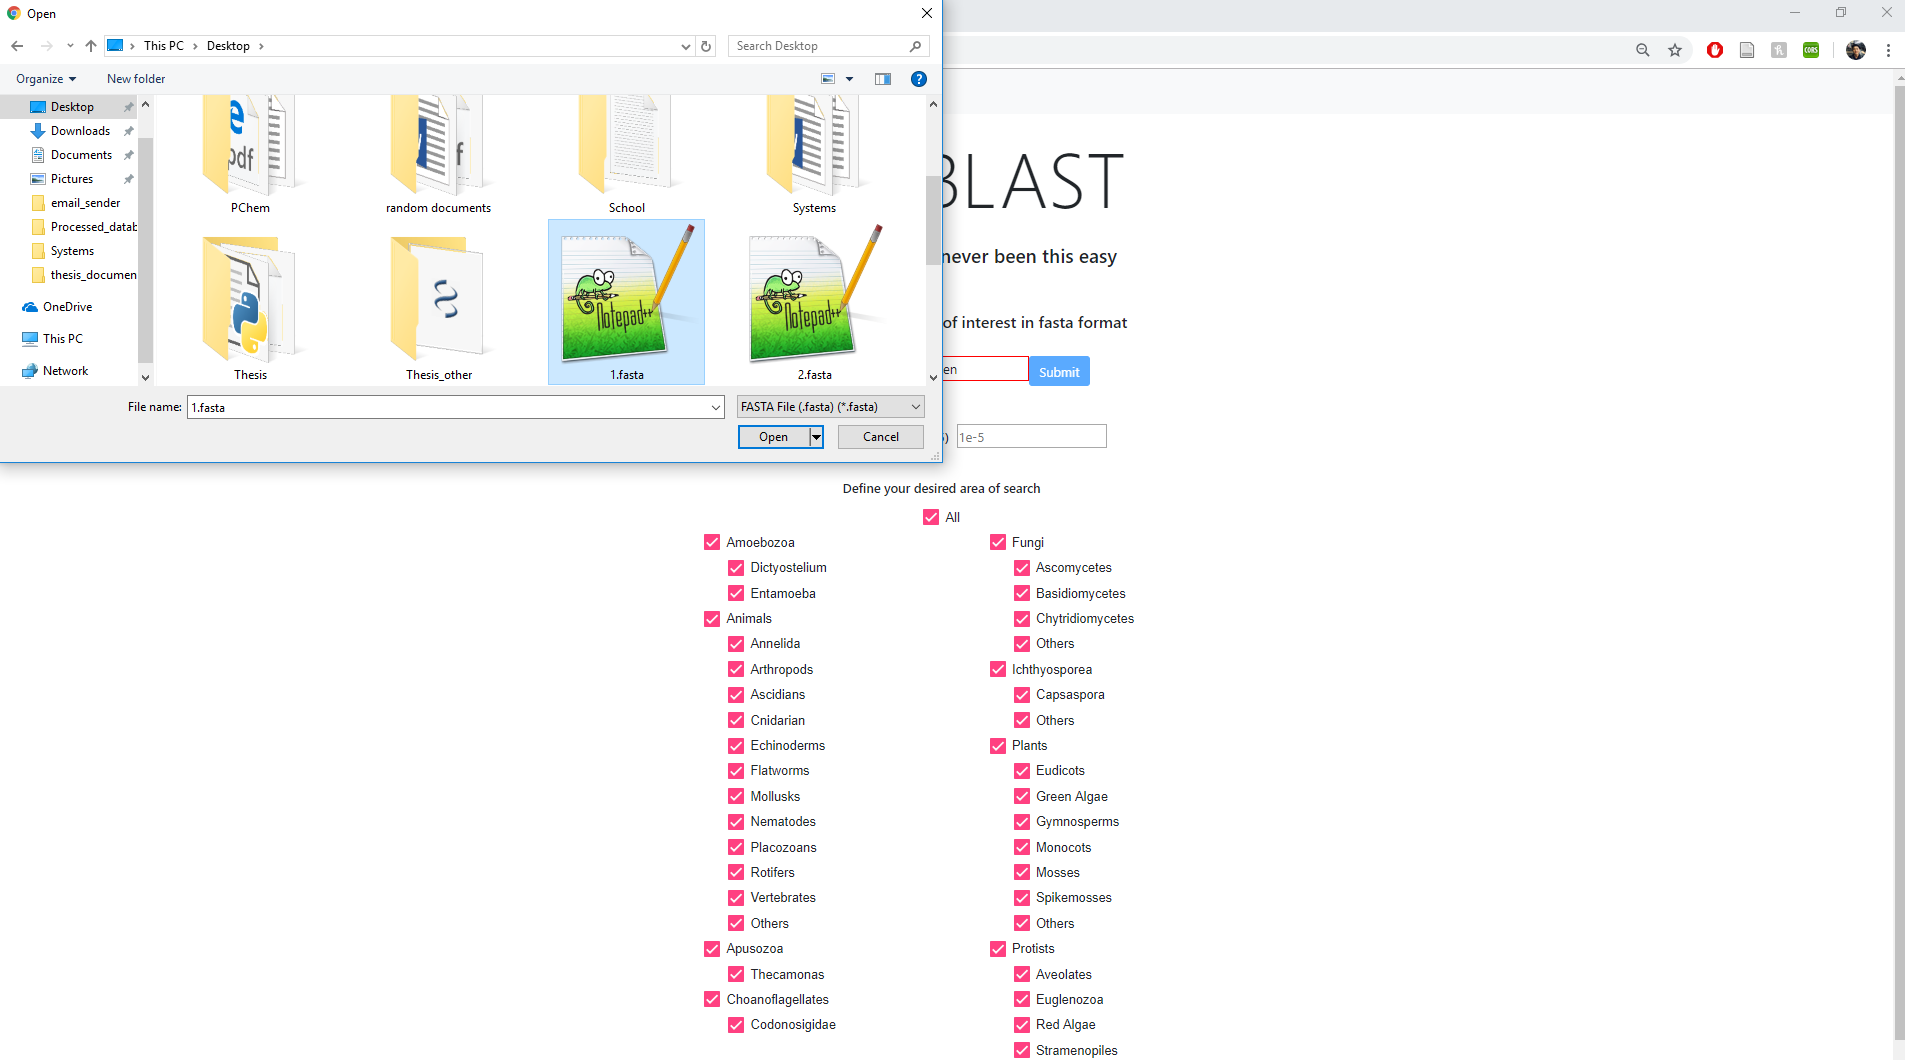 Open
This PC > Desktop >
Search Desktop
Organize
New folder
Desktop
Downloads
Documents
Pictures
email_sender
Processed_datab
Systems
thesis_documen
OneDrive
This PC
Network
pdf
PChem
random documents
School
Systems
Thesis
Thesis_other
Notepad++
1.fasta
Notepad++
2.fasta
File name:
1.fasta
FASTA File (.fasta) (*.fasta)
Open
Cancel
CORS
BLAST
never been this easy
of interest in fasta format
en
Submit
1e-5
Define your desired area of search
All
Amoebozoa
Dictyostelium
Entamoeba
Animals
Annelida
Arthropods
Ascidians
Cnidarian
Echinoderms
Flatworms
Mollusks
Nematodes
Placozoans
Rotifers
Vertebrates
Others
Apusozoa
Thecamonas
Choanoflagellates
Codonosigidae
Fungi
Ascomycetes
Basidiomycetes
Chytridiomycetes
Others
Ichthyosporea
Capsaspora
Others
Plants
Eudicots
Green Algae
Gymnosperms
Monocots
Mosses
Spikemosses
Others
Protists
Aveolates
Euglenozoa
Red Algae
Stramenopiles